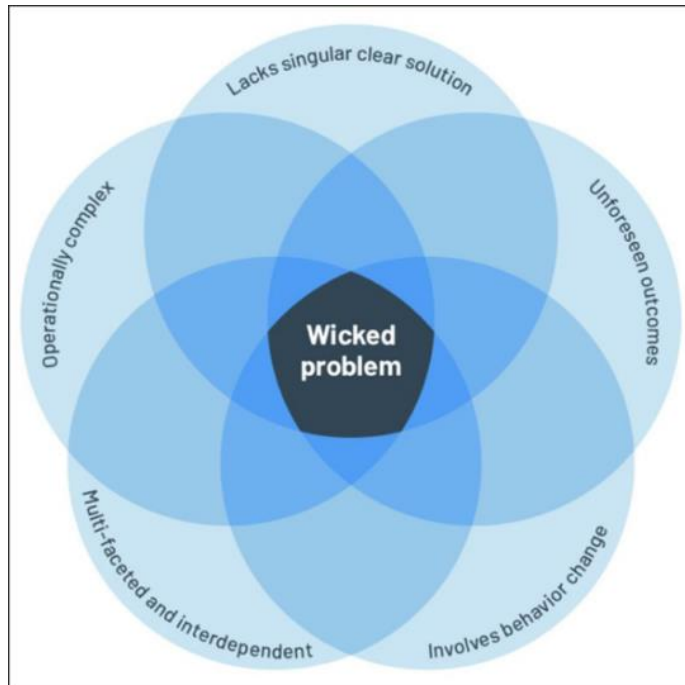 Lacks singular clear solution
Operationally complex
Unforeseen outcomes
Wicked
problem
Multi-faceted and interdependent
Involves behavior change